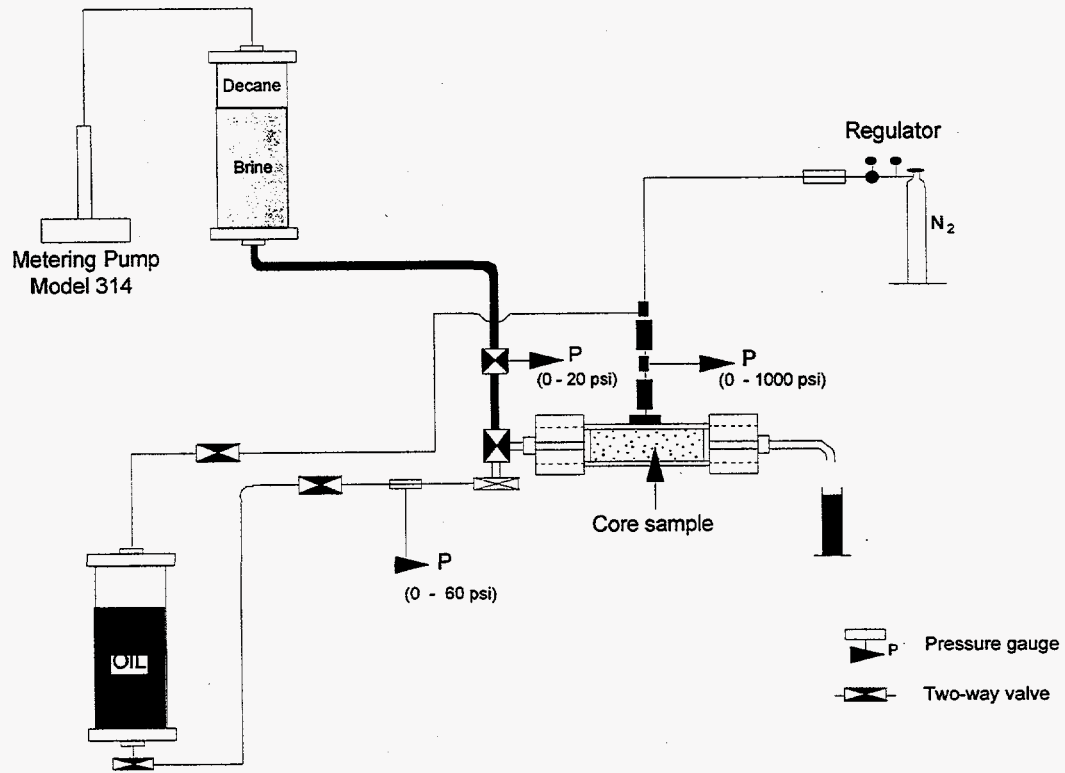 Decane
Brine
Metering Pump
Model 314
Regulator
N2
P
(0 - 20 psi)
P
(0 - 1000 psi)
Core sample
P
(0 - 60 psi)
OIL
P
Pressure gauge
Two-way valve